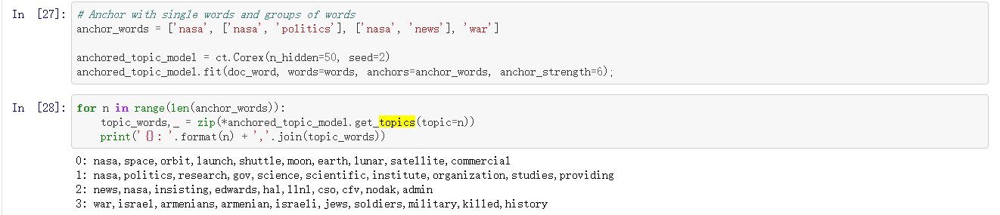 In [27]:
# Anchor with single words and groups of words
anchor_words = ['nasa', ['nasa', 'politics'], ['nasa', 'news'], 'war']
anchored_topic_model = ct.Corex(n_hidden=50, seed=2)
anchored_topic_model.fit(doc_word, words=words, anchors=anchor_words, anchor_strength=6);
In [28]:
for n in range(len(anchor_words)):
    topic_words,_ = zip(*anchored_topic_model.get_topics(topic=n))
    print('{}: '.format(n) + ','.join(topic_words))
0: nasa,space,orbit,launch,shuttle,moon,earth,lunar,satellite,commercial
1: nasa,politics,research,gov,science,scientific,institute,organization,studies,providing
2: news,nasa,insisting,edwards,hal,llnl,cso,cfv,nodak,admin
3: war,israel,armenians,armenian,israeli,jews,soldiers,military,killed,history